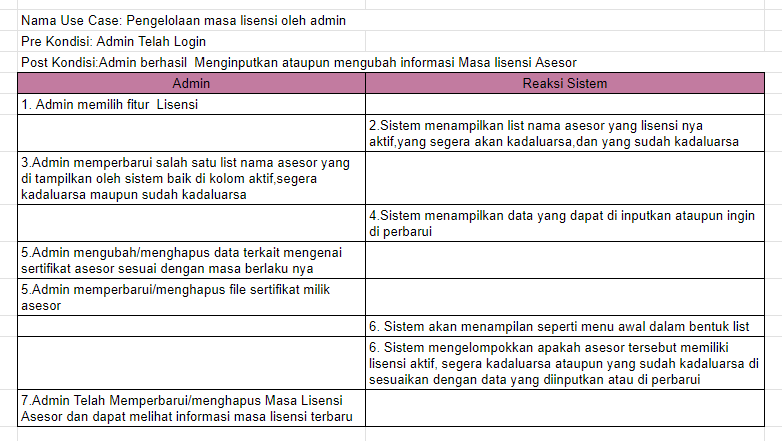 Nama Use Case: Pengelolaan masa lisensi oleh admin
Pre Kondisi: Admin Telah Login
Post Kondisi:Admin berhasil  Menginputkan ataupun mengubah informasi Masa lisensi Asesor
Admin
Reaksi Sistem
1. Admin memilih fitur  Lisensi
2.Sistem menampilkan list nama asesor yang lisensi nya
aktif,yang segera akan kadaluarsa,dan yang sudah kadaluarsa
3.Admin memperbarui salah satu list nama asesor yang
di tampilkan oleh sistem baik di kolom aktif,segera
kadaluarsa maupun sudah kadaluarsa
4.Sistem menampilkan data yang dapat di inputkan ataupun ingin
di perbarui
5.Admin mengubah/menghapus data terkait mengenai
sertifikat asesor sesuai dengan masa berlaku nya
5.Admin memperbarui/menghapus file sertifikat milik
asesor
6. Sistem akan menampilan seperti menu awal dalam bentuk list
6. Sistem mengelompokkan apakah asesor tersebut memiliki
lisensi aktif, segera kadaluarsa ataupun yang sudah kadaluarsa di
sesuaikan dengan data yang diinputkan atau di perbarui
7.Admin Telah Memperbarui/menghapus Masa Lisensi
Asesor dan dapat melihat informasi masa lisensi terbaru